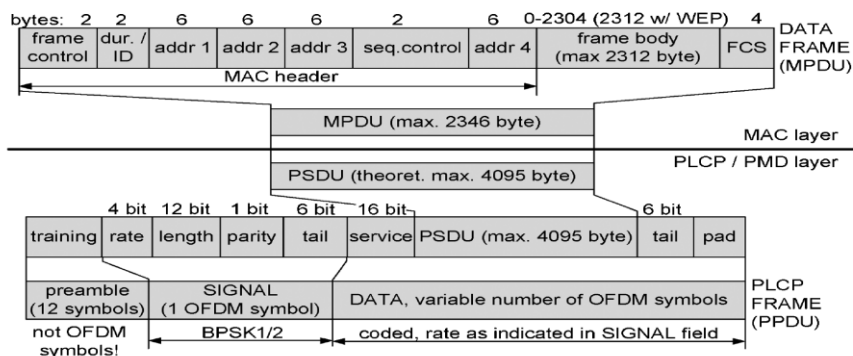 bytes: 2 2 6 6 6 2 6 0-2304 (2312 w/ WEP) 4
frame control
dur. / ID
addr 1
addr 2
addr 3
seq.control
addr 4
frame body (max 2312 byte)
FCS
DATA
FRAME
(MPDU)
MAC header
MPDU (max. 2346 byte)
MAC layer
PLCP / PMD layer
PSDU (theoret. max. 4095 byte)
4 bit 12 bit 1 bit 6 bit 16 bit 6 bit
training rate length parity tail service PSDU (max. 4095 byte) tail pad
preamble (12 symbols)
SIGNAL (1 OFDM symbol)
DATA, variable number of OFDM symbols
PLCP
FRAME
(PPDU)
not OFDM symbols!
BPSK1/2
coded, rate as indicated in SIGNAL field